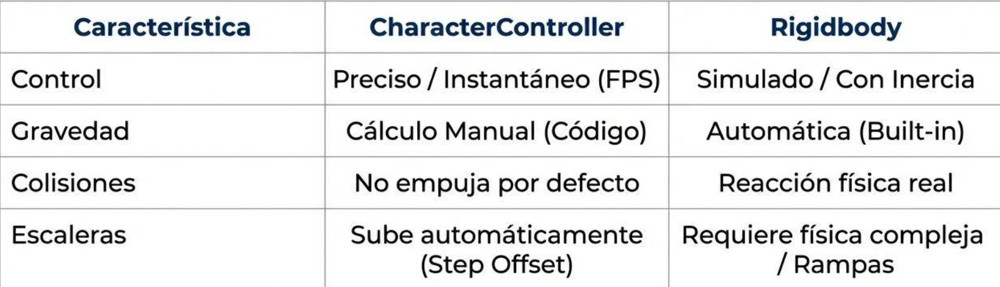 Característica CharacterController Rigidbody
Control Preciso / Instantáneo (FPS) Simulado / Con Inercia
Gravedad Cálculo Manual (Código) Automática (Built-in)
Colisiones No empuja por defecto Reacción física real
Escaleras Sube automáticamente Requiere física compleja
(Step Offset) / Rampas